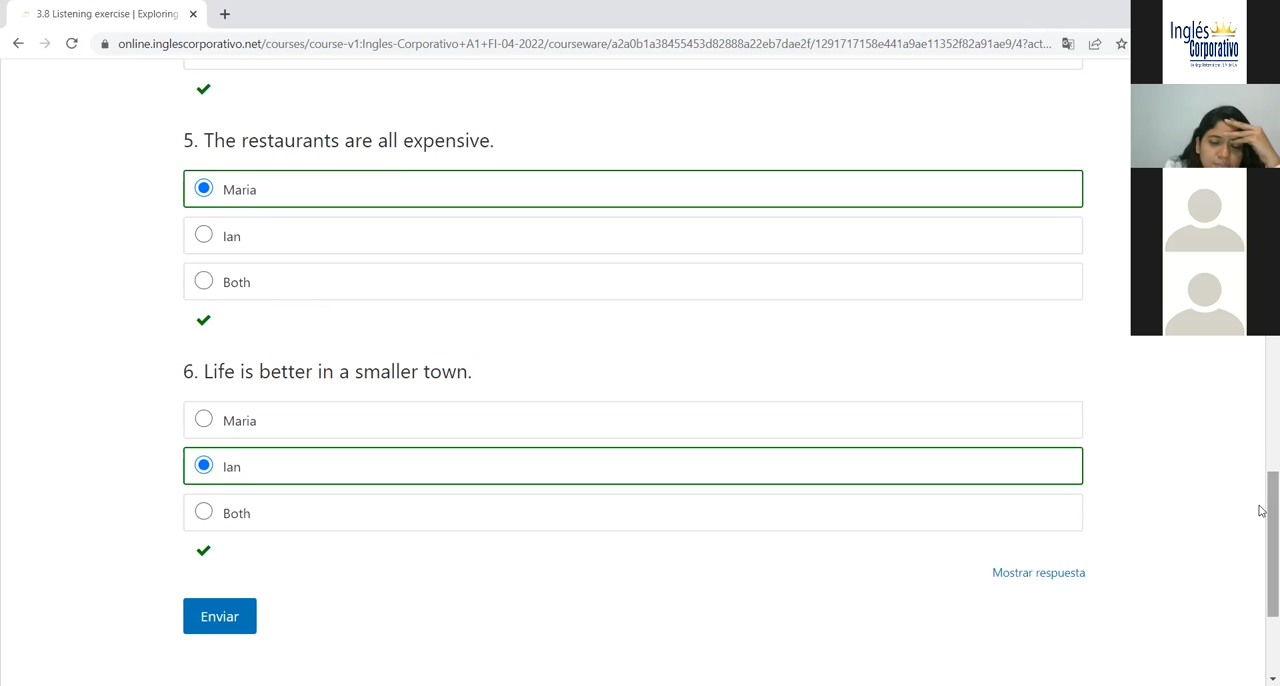 3.8 Listening exercise | Exploring
online.inglescorporativo.net/courses/course-v1:Ingles-Corporativo+A1+FI-04-2022/courseware/a2a0b1a38455453d82888a22eb7dae2f/1291717158e441a9ae11352f82a91ae9/4?act...
Inglés
Corporativo
5. The restaurants are all expensive.
Maria
Ian
Both
6. Life is better in a smaller town.
Maria
Ian
Both
Mostrar respuesta
Enviar